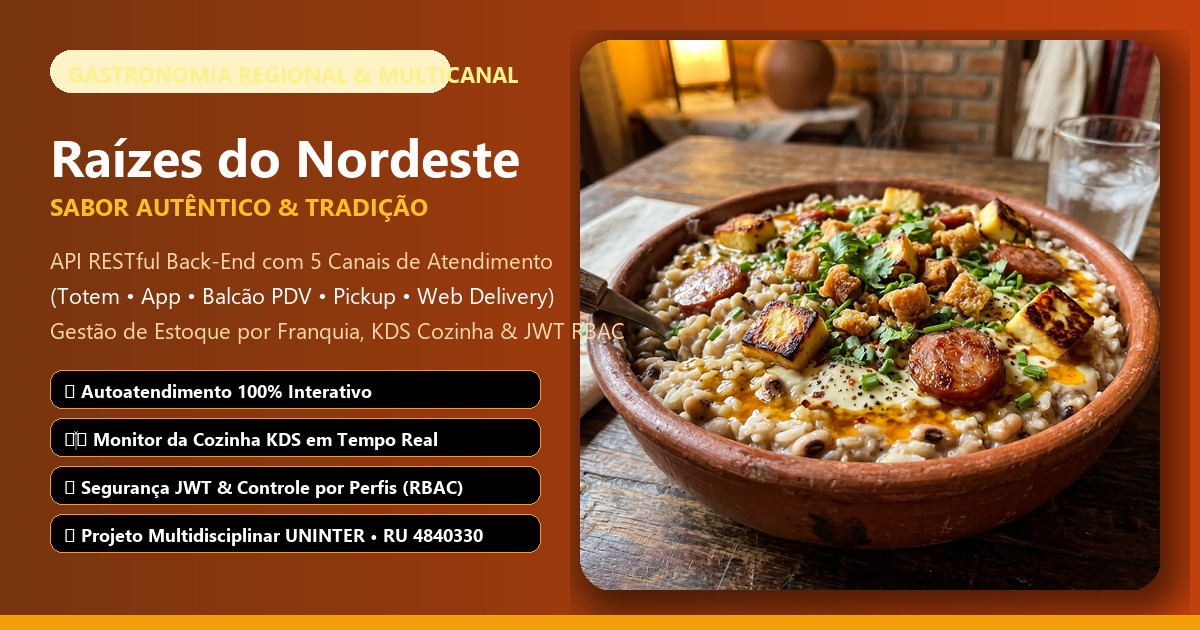 GASTRONOMIA REGIONAL & MULTICANAL
Raízes do Nordeste
SABOR AUTÊNTICO & TRADIÇÃO
API RESTful Back-End com 5 Canais de Atendimento
(Totem • App • Balcão PDV • Pickup • Web Delivery)
Gestão de Estoque por Franquia, KDS Cozinha & JWT RBAC
Autoatendimento 100% Interativo
Monitor da Cozinha KDS em Tempo Real
Segurança JWT & Controle por Perfis (RBAC)
Projeto Multidisciplinar UNINTER • RU 4840330